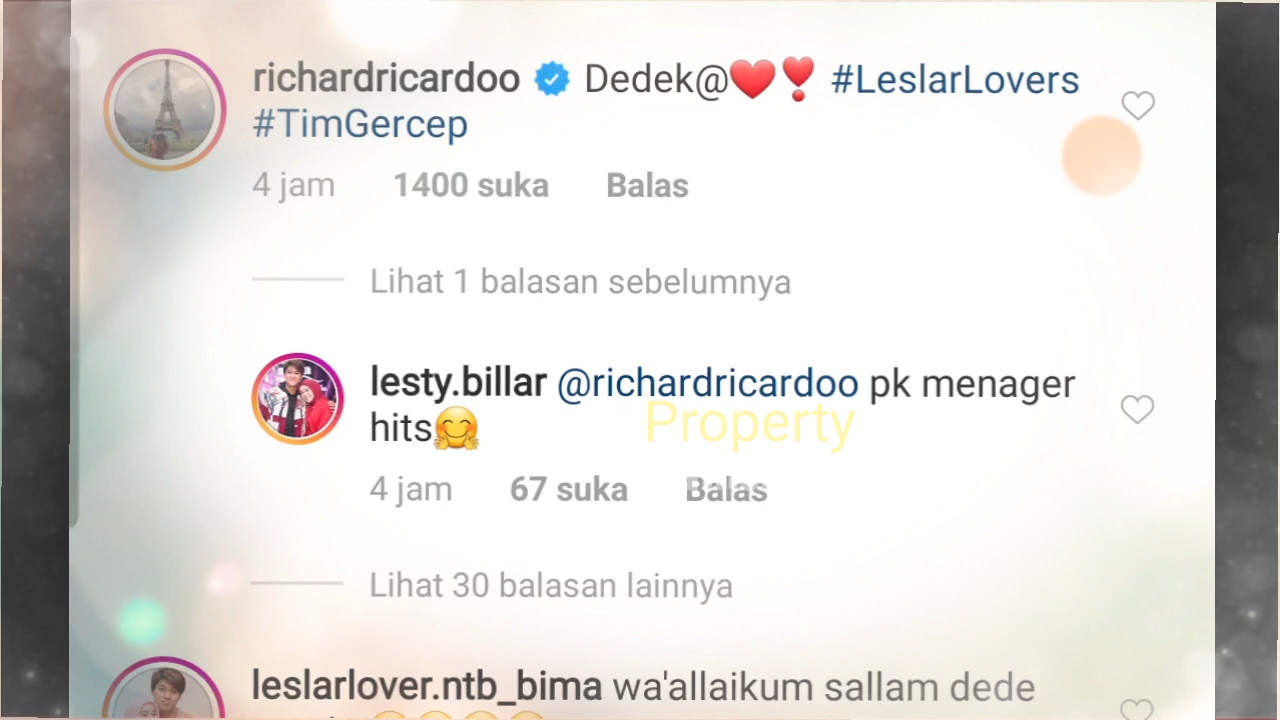 richardricardoo Dedek@❤️❣️ #LeslarLovers
#TimGercep
4 jam 1400 suka Balas
Lihat 1 balasan sebelumnya
lesty.billar @richardricardoo pk menager
hits🤗
Property
4 jam 67 suka Balas
Lihat 30 balasan lainnya
leslarlover.ntb_bima wa'allaikum sallam dede